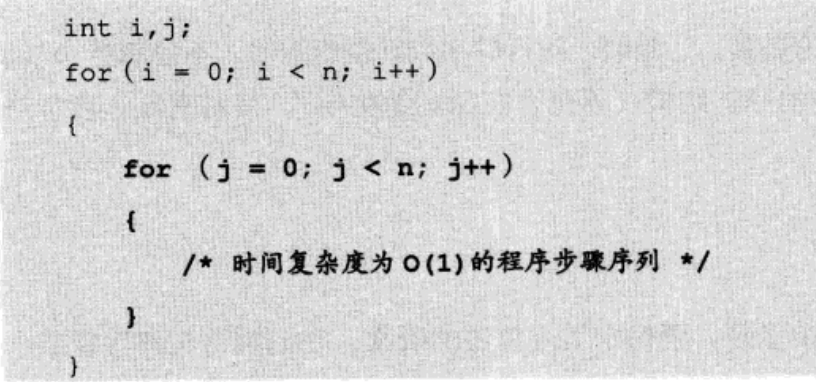 int i,j;
for(i = 0; i < n; i++)
{
for (j = 0; j < n; j++)
{
/* 时间复杂度为O(1)的程序步骤序列 */
}
}